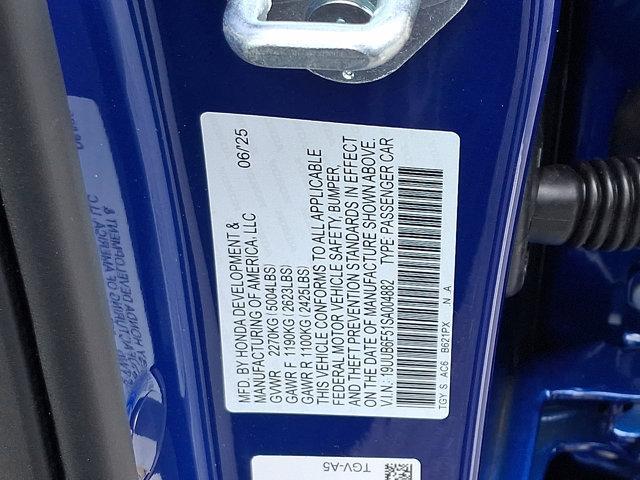 MFD. BY HONDA DEVELOPMENT &
MANUFACTURING OF AMERICA, LLC 06/'25
GVWR 2270KG(5004LBS)
GAWR F 1190KG(2623LBS)
GAWR R 1100KG(2425LBS)
THIS VEHICLE CONFORMS TO ALL APPLICABLE
FEDERAL MOTOR VEHICLE SAFETY, BUMPER,
AND THEFT PREVENTION STANDARDS IN EFFECT
ON THE DATE OF MANUFACTURE SHOWN ABOVE.
V.I.N.: 19UUB6F51SA004882 TYPE PASSENGER CAR
TGY S AC6 B621PX N A
TGV-A5